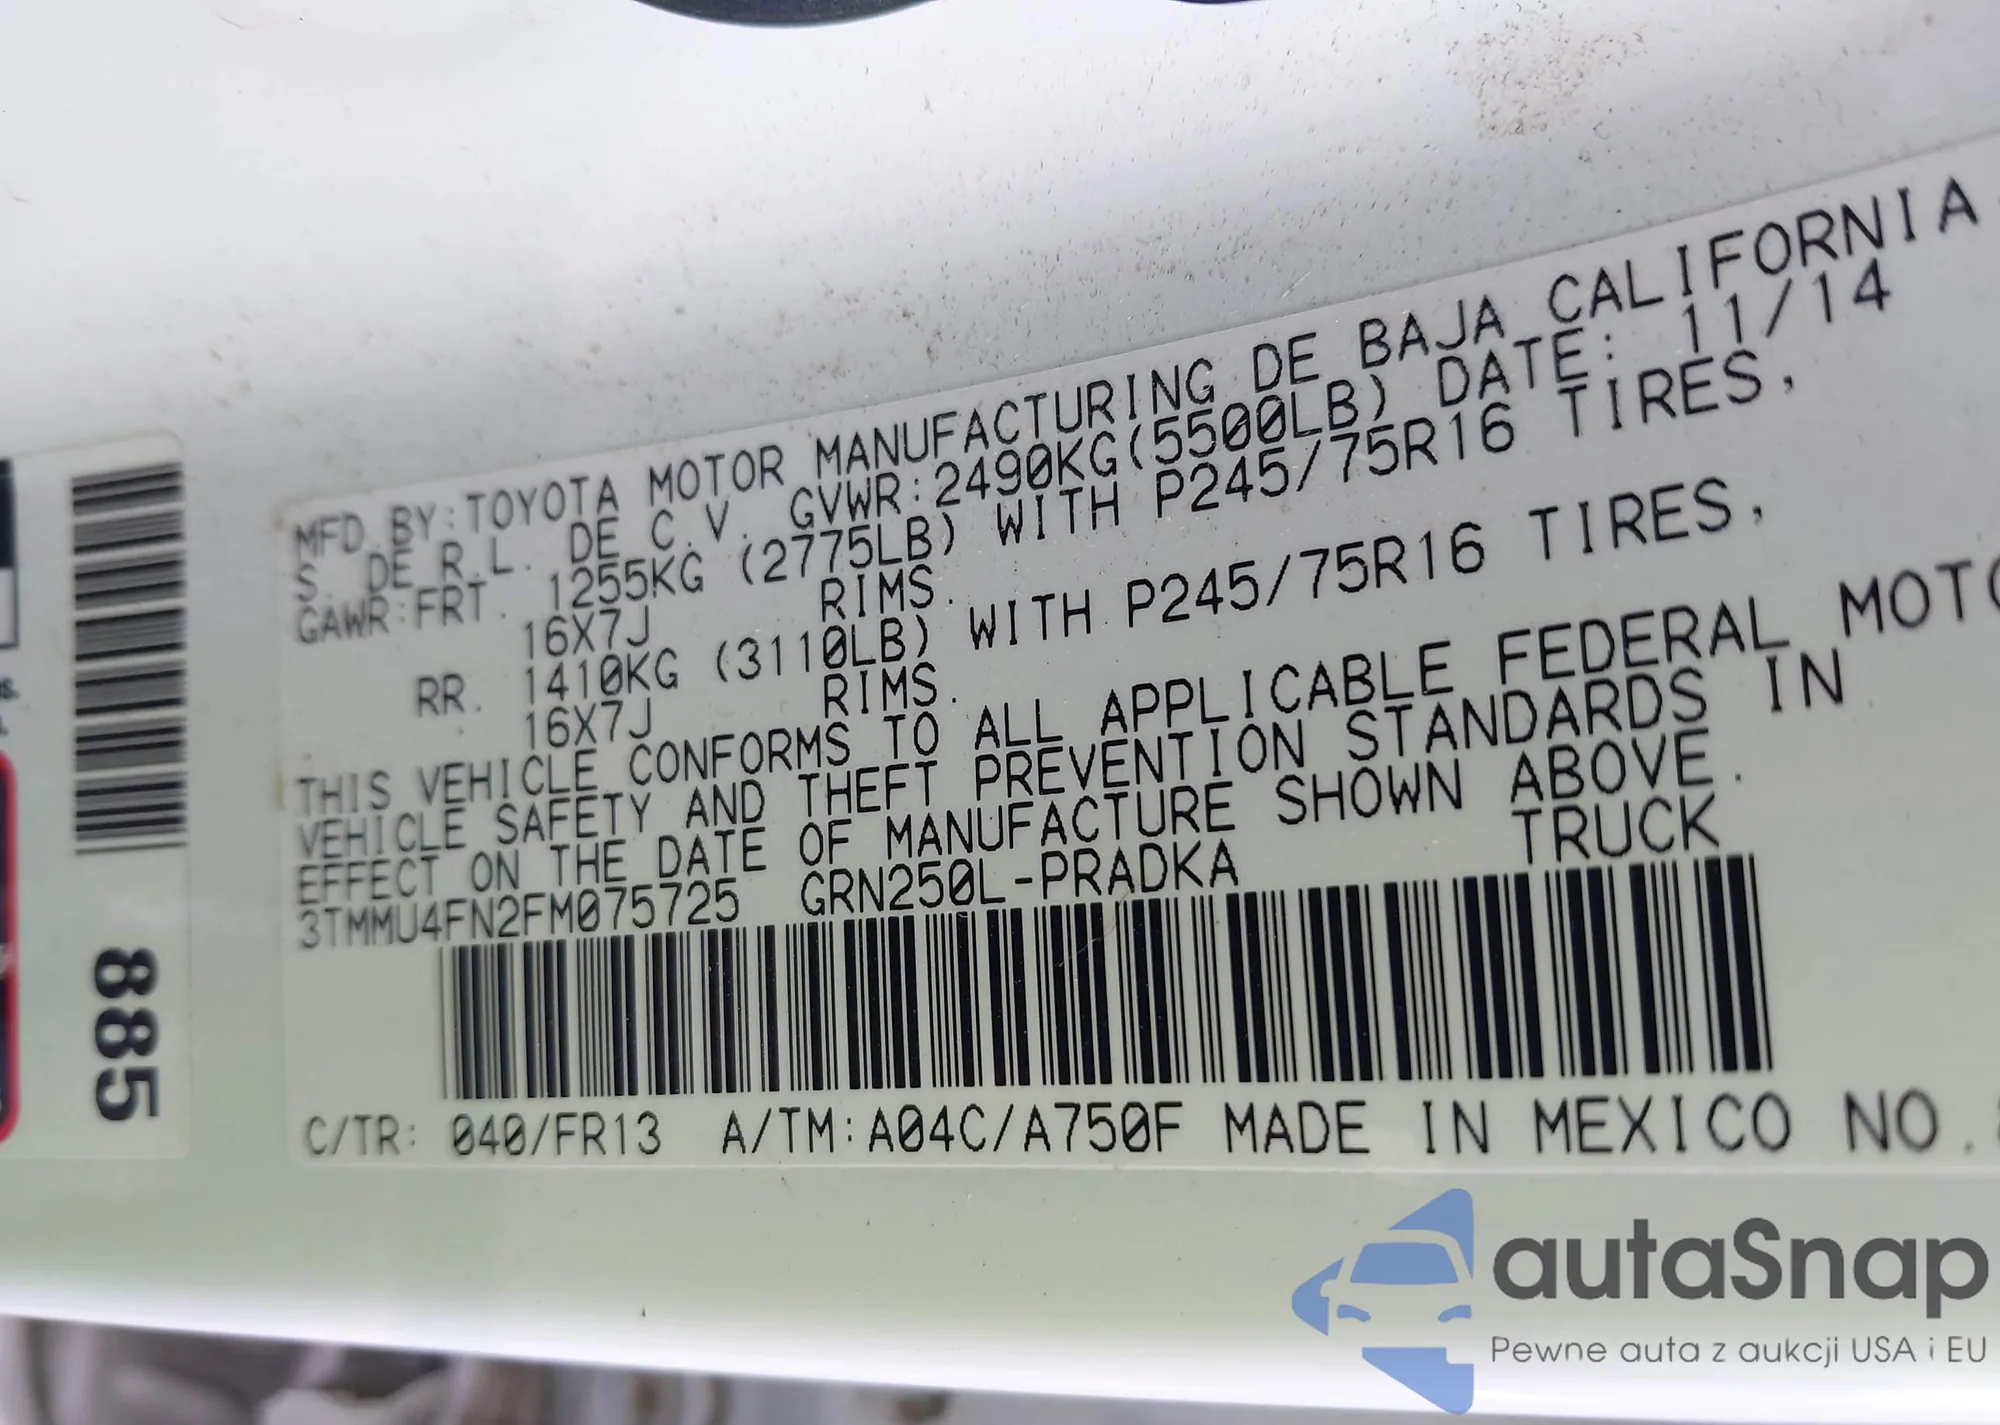 MFD. BY:TOYOTA MOTOR MANUFACTURING DE BAJA CALIFORNIA
S. DE R.L. DE C.V. GVWR:2490KG(5500LB) DATE: 11/14
GAWR:FRT. 1255KG (2775LB) WITH P245/75R16 TIRES,
16X7J RIMS.
RR. 1410KG (3110LB) WITH P245/75R16 TIRES,
16X7J RIMS.
THIS VEHICLE CONFORMS TO ALL APPLICABLE FEDERAL MOTO
VEHICLE SAFETY AND THEFT PREVENTION STANDARDS IN
EFFECT ON THE DATE OF MANUFACTURE SHOWN ABOVE.
3TMMU4FN2FM075725 GRN250L-PRADKA TRUCK
C/TR: 040/FR13 A/TM:A04C/A750F MADE IN MEXICO NO.
885
autaSnap
Pewne auta z aukcji USA i EU